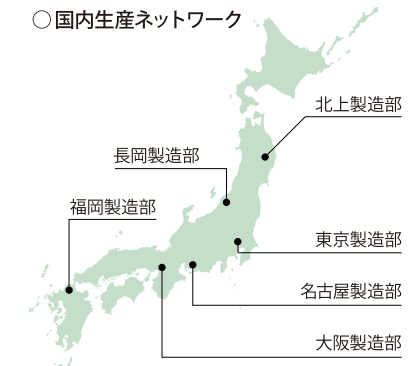 ○国内生産ネットワーク
北上製造部
長岡製造部
福岡製造部
東京製造部
名古屋製造部
大阪製造部